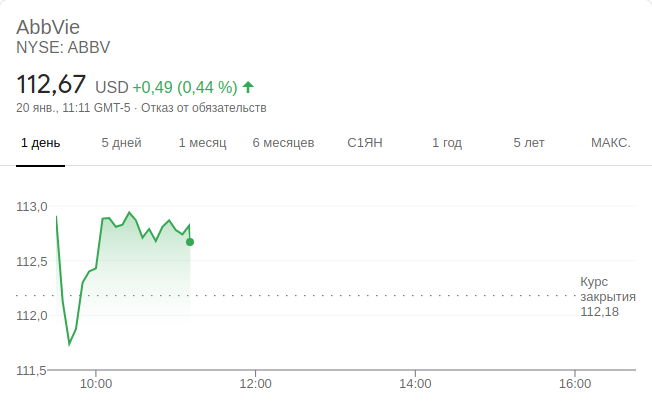 AbbVie
NYSE: ABBV
112,67 USD +0,49 (0,44 %)
20 янв., 11:11 GMT-5 · Отказ от обязательств
1 день 5 дней 1 месяц 6 месяцев С1ЯН 1 год 5 лет МАКС.
113,0
112,5
Курс
закрытия
112,18
112,0
111,5
10:00 12:00 14:00 16:00